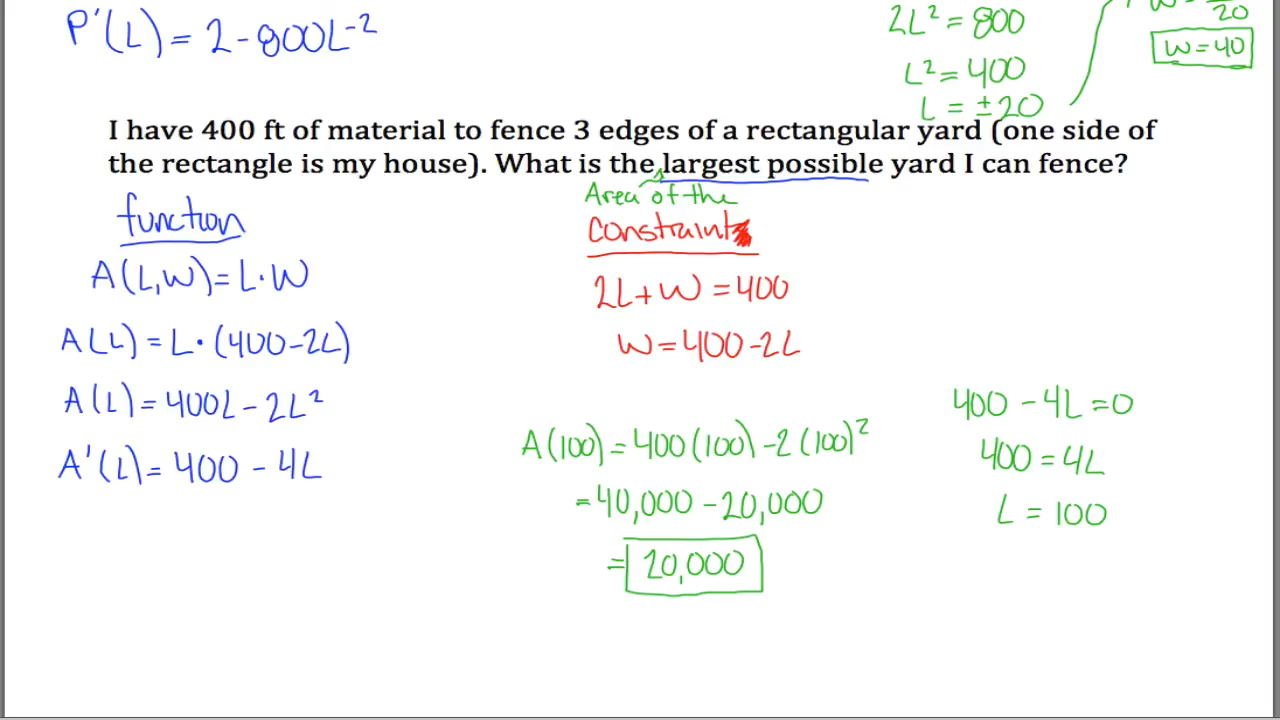 P'(L) = 2 - 800L⁻²
2L² = 800
L² = 400
L = ±20
20
W = 40
I have 400 ft of material to fence 3 edges of a rectangular yard (one side of
the rectangle is my house). What is the largest possible yard I can fence?
Area of the
function
A(L,W) = L·W
A(L) = L·(400-2L)
A(L) = 400L - 2L²
A'(L) = 400 - 4L
constraint
2L + W = 400
W = 400 - 2L
A(100) = 400(100) - 2(100)²
= 40,000 - 20,000
= 20,000
400 - 4L = 0
400 = 4L
L = 100